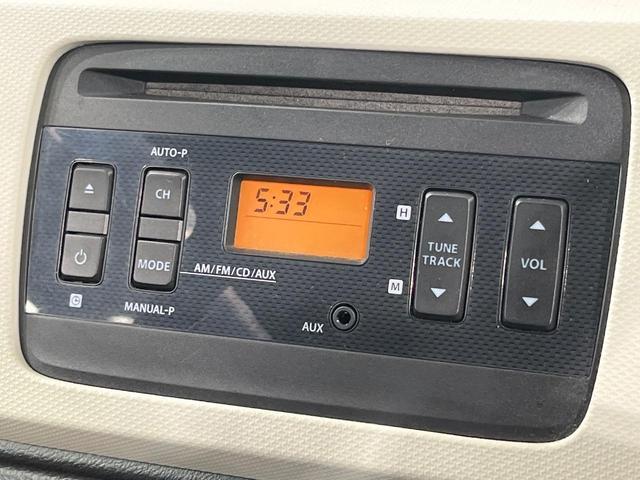 AUTO-P
CH
5:33
H
TUNE
TRACK
VOL
MODE
AM/FM/CD/AUX
M
C
MANUAL-P
AUX